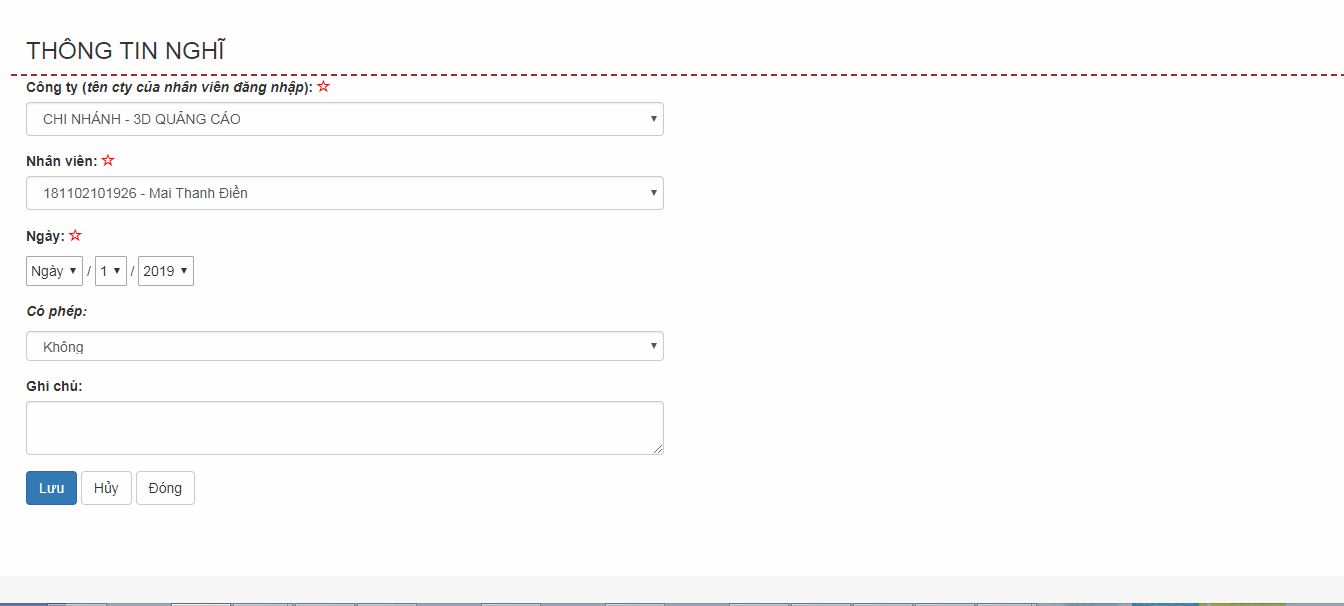 THÔNG TIN NGHĨ
Công ty (tên cty của nhân viên đăng nhập):
CHI NHÁNH - 3D QUẢNG CÁO
Nhân viên:
181102101926 - Mai Thanh Điền
Ngày:
Ngày / 1 / 2019
Có phép:
Không
Ghi chú:
Lưu Hủy Đóng